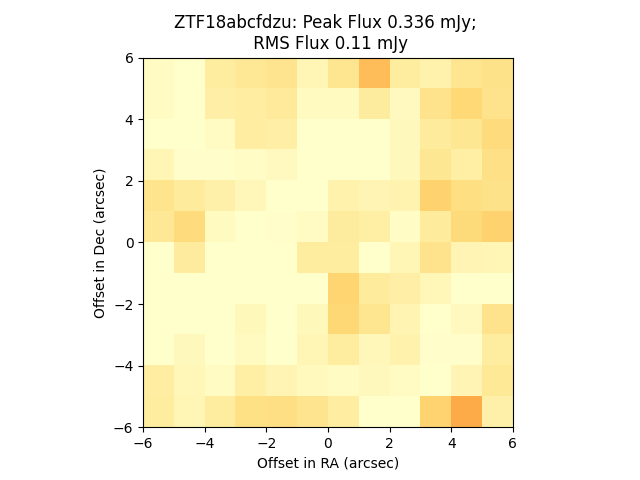 ZTF18abcfdzu: Peak Flux 0.336 mJy;
RMS Flux 0.11 mJy
6
4
2
0
−2
−4
−6
Offset in Dec (arcsec)
−6 −4 −2 0 2 4 6
Offset in RA (arcsec)